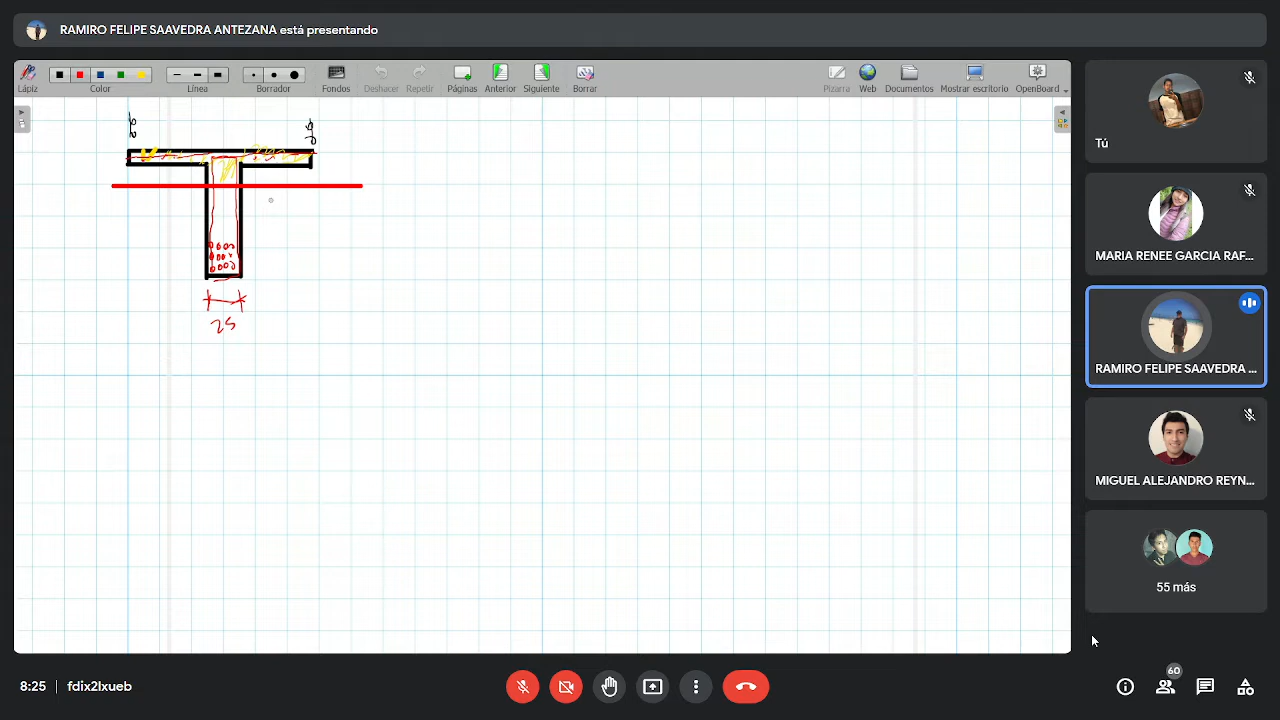 RAMIRO FELIPE SAAVEDRA ANTEZANA está presentando
Lápiz
Color
Línea
Borrador
Fondos
Deshacer
Repetir
Páginas
Anterior
Siguiente
Borrar
Pizarra
Web
Documentos
Mostrar escritorio
OpenBoard
25
Tú
MARIA RENEE GARCIA RAF...
RAMIRO FELIPE SAAVEDRA ...
MIGUEL ALEJANDRO REYN...
55 más
8:25
fdix2lxueb
60